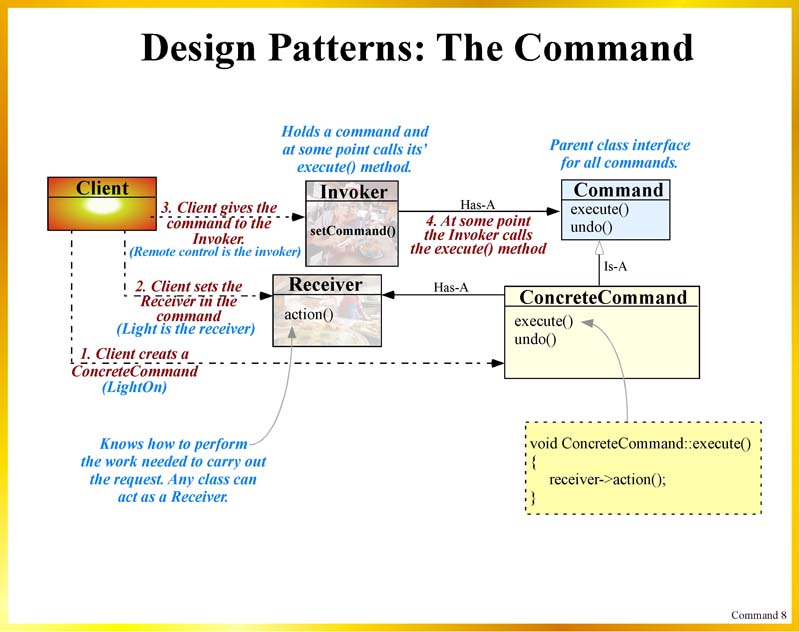 Design Patterns: The Command
Holds a command and
at some point calls its’
execute() method.
Parent class interface
for all commands.
Client
3. Client gives the
command to the
Invoker.
(Remote control is the invoker)
Invoker
setCommand()
Has-A
4. At some point
the Invoker calls
the execute() method
Command
execute()
undo()
Is-A
2. Client sets the
Receiver in the
command
(Light is the receiver)
Receiver
action()
Has-A
ConcreteCommand
execute()
undo()
1. Client creats a
ConcreteCommand
(LightOn)
Knows how to perform
the work needed to carry out
the request. Any class can
act as a Receiver.
void ConcreteCommand::execute()
{
receiver->action();
}
Command 8